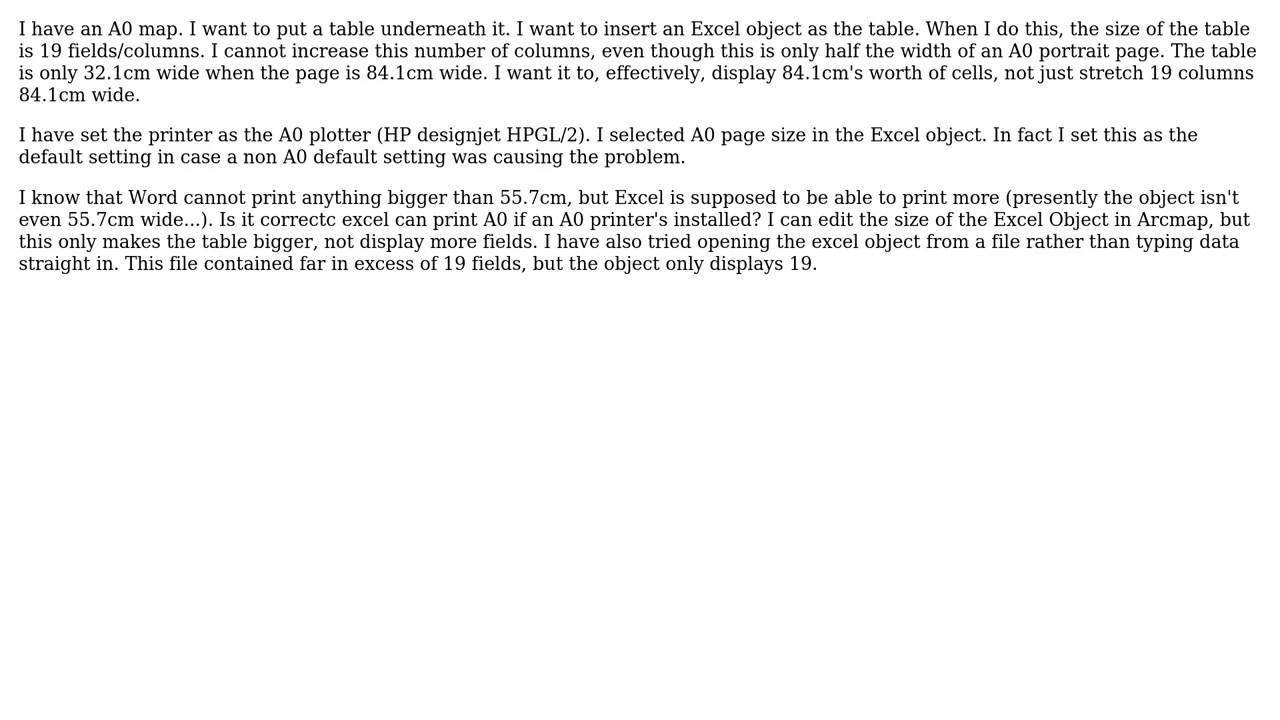 I have an A0 map. I want to put a table underneath it. I want to insert an Excel object as the table. When I do this, the size of the table
is 19 fields/columns. I cannot increase this number of columns, even though this is only half the width of an A0 portrait page. The table
is only 32.1cm wide when the page is 84.1cm wide. I want it to, effectively, display 84.1cm's worth of cells, not just stretch 19 columns
84.1cm wide.
I have set the printer as the A0 plotter (HP designjet HPGL/2). I selected A0 page size in the Excel object. In fact I set this as the
default setting in case a non A0 default setting was causing the problem.
I know that Word cannot print anything bigger than 55.7cm, but Excel is supposed to be able to print more (presently the object isn't
even 55.7cm wide...). Is it correctc excel can print A0 if an A0 printer's installed? I can edit the size of the Excel Object in Arcmap, but
this only makes the table bigger, not display more fields. I have also tried opening the excel object from a file rather than typing data
straight in. This file contained far in excess of 19 fields, but the object only displays 19.